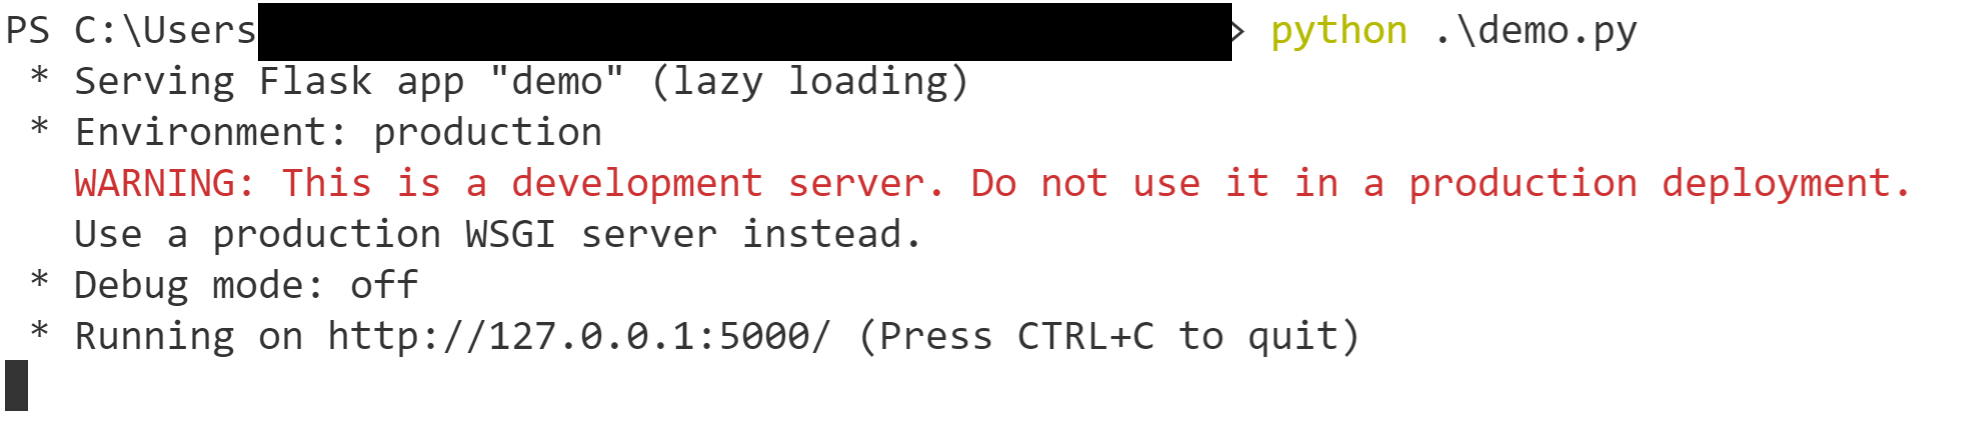 PS C:\Users > python .\demo.py
* Serving Flask app "demo" (lazy loading)
* Environment: production
WARNING: This is a development server. Do not use it in a production deployment.
Use a production WSGI server instead.
* Debug mode: off
* Running on http://127.0.0.1:5000/ (Press CTRL+C to quit)